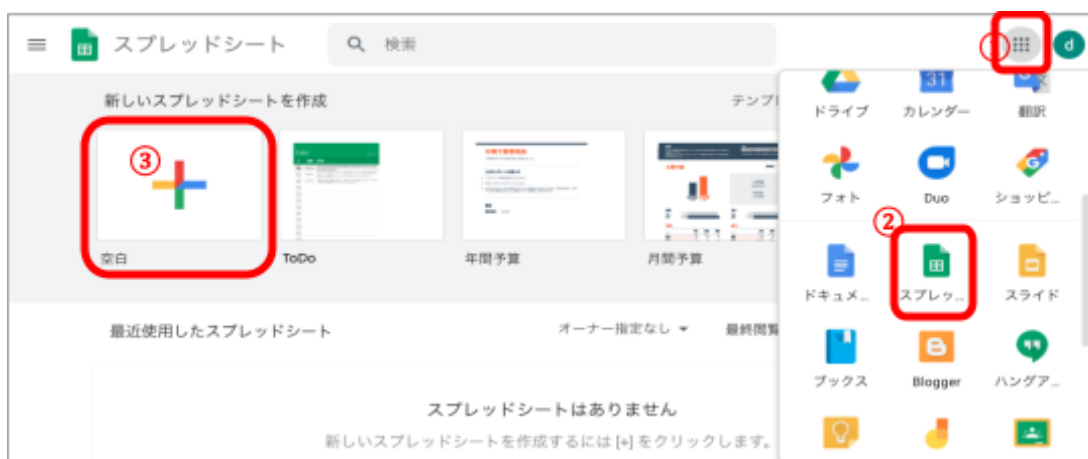 スプレッドシート
検索
①
d
新しいスプレッドシートを作成
テンプ
③
空白
ToDo
年間予算
月間予算
最近使用したスプレッドシート
オーナー指定なし
最終閲覧
スプレッドシートはありません
新しいスプレッドシートを作成するには [+] をクリックします。
31
ドライブ
カレンダー
翻訳
フォト
Duo
ショッピ...
②
ドキュメ...
スプレッ...
スライド
ブックス
Blogger
ハングア...